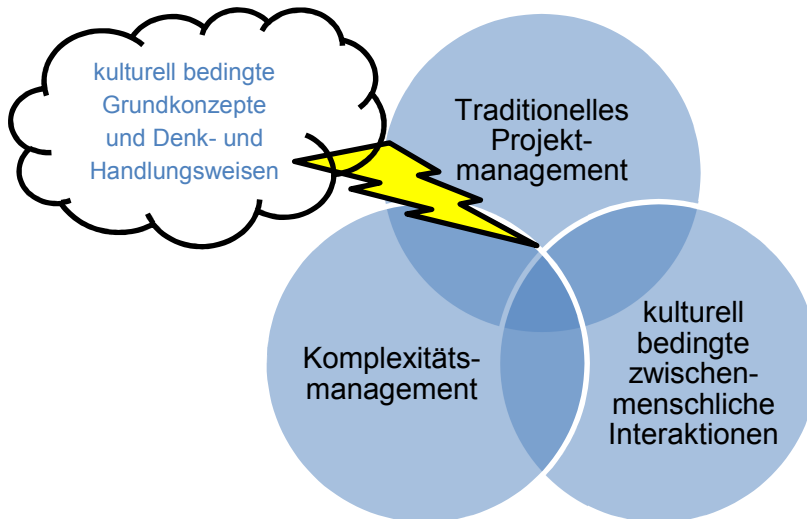 kulturell bedingte
Grundkonzepte
und Denk- und
Handlungsweisen
Traditionelles
Projekt-
management
Komplexitäts-
management
kulturell
bedingte
zwischen-
menschliche
Interaktionen